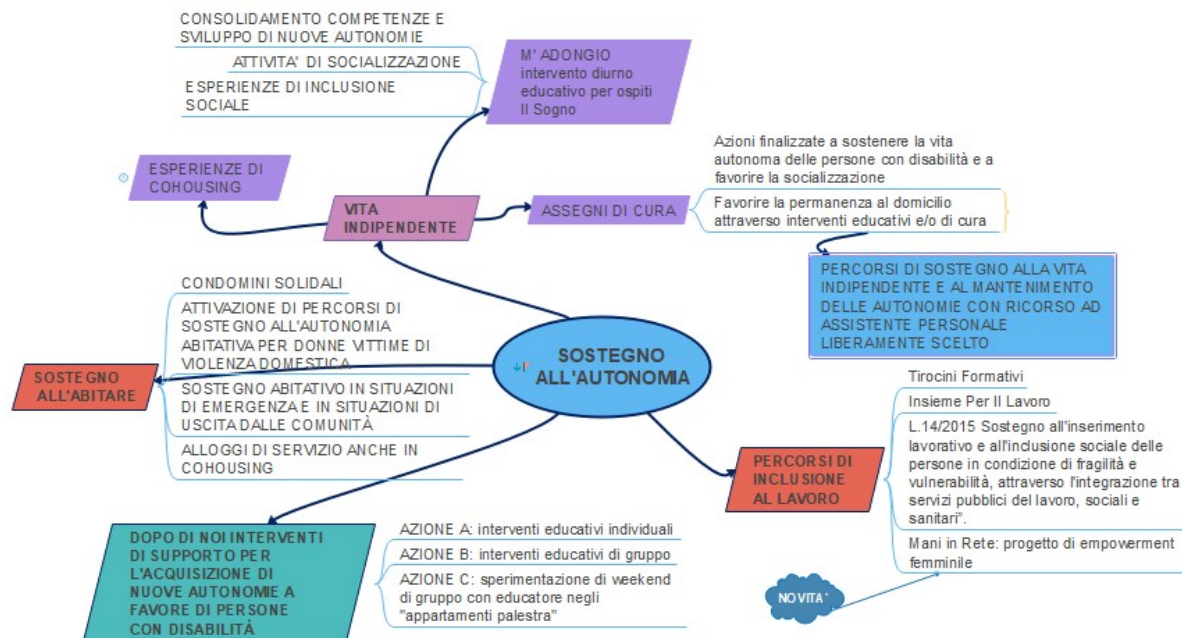 CONSOLIDAMENTO COMPETENZE E
SVILUPPO DI NUOVE AUTONOMIE
ATTIVITA' DI SOCIALIZZAZIONE
ESPERIENZE DI INCLUSIONE
SOCIALE
M' ADONGIO
intervento diurno
educativo per ospiti
Il Sogno
ESPERIENZE DI
COHOUSING
VITA
INDIPENDENTE
ASSEGNI DI CURA
Azioni finalizzate a sostenere la vita
autonoma delle persone con disabilità e a
favorire la socializzazione
Favorire la permanenza al domicilio
attraverso interventi educativi e/o di cura
PERCORSI DI SOSTEGNO ALLA VITA
INDIPENDENTE E AL MANTENIMENTO
DELLE AUTONOMIE CON RICORSO AD
ASSISTENTE PERSONALE
LIBERAMENTE SCELTO
SOSTEGNO
ALL'AUTONOMIA
SOSTEGNO
ALL'ABITARE
CONDOMINI SOLIDALI
ATTIVAZIONE DI PERCORSI DI
SOSTEGNO ALL'AUTONOMIA
ABITATIVA PER DONNE VITTIME DI
VIOLENZA DOMESTICA
SOSTEGNO ABITATIVO IN SITUAZIONI
DI EMERGENZA E IN SITUAZIONI DI
USCITA DALLE COMUNITÀ
ALLOGGI DI SERVIZIO ANCHE IN
COHOUSING
PERCORSI DI
INCLUSIONE
AL LAVORO
Tirocini Formativi
Insieme Per Il Lavoro
L.14/2015 Sostegno all'inserimento
lavorativo e all'inclusione sociale delle
persone in condizione di fragilità e
vulnerabilità, attraverso l'integrazione tra
servizi pubblici del lavoro, sociali e
sanitari".
Mani in Rete: progetto di empowerment
femminile
NOVITA'
DOPO DI NOI INTERVENTI
DI SUPPORTO PER
L'ACQUISIZIONE DI
NUOVE AUTONOMIE A
FAVORE DI PERSONE
CON DISABILITÀ
AZIONE A: interventi educativi individuali
AZIONE B: interventi educativi di gruppo
AZIONE C: sperimentazione di weekend
di gruppo con educatore negli
"appartamenti palestra"